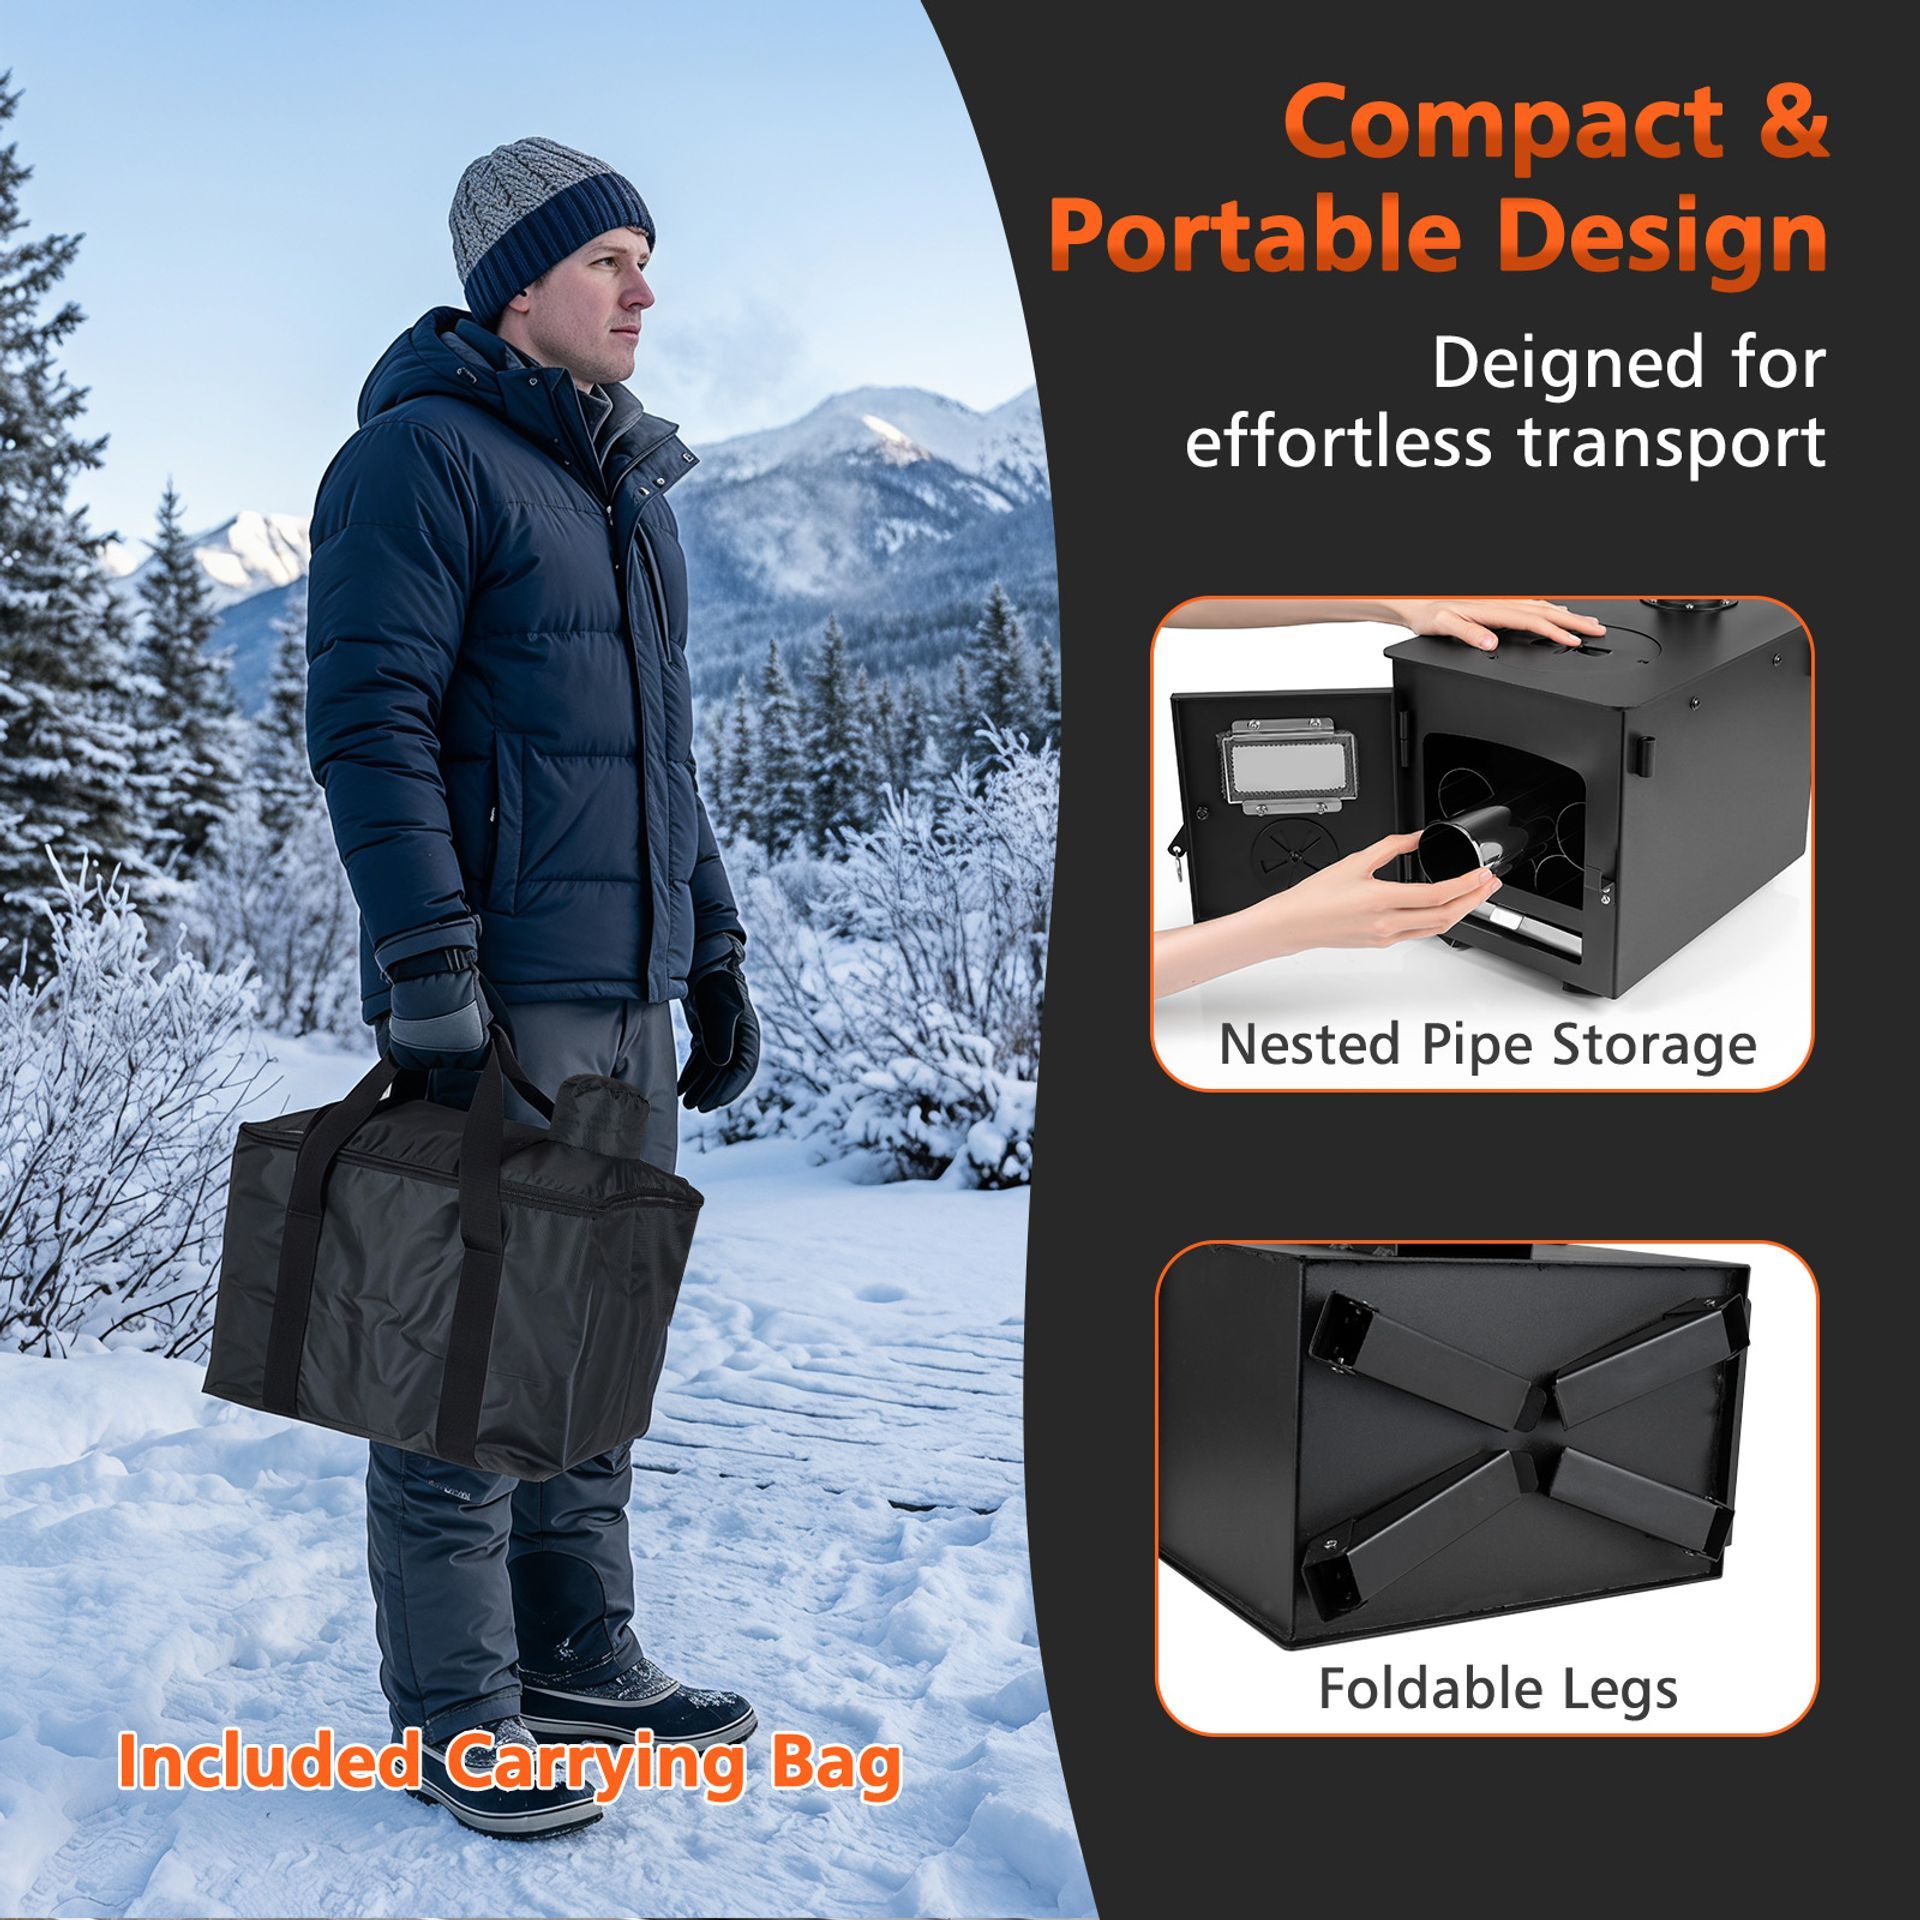 Compact &
Portable Design
Deigned for
effortless transport
Nested Pipe Storage
Foldable Legs
Included Carrying Bag